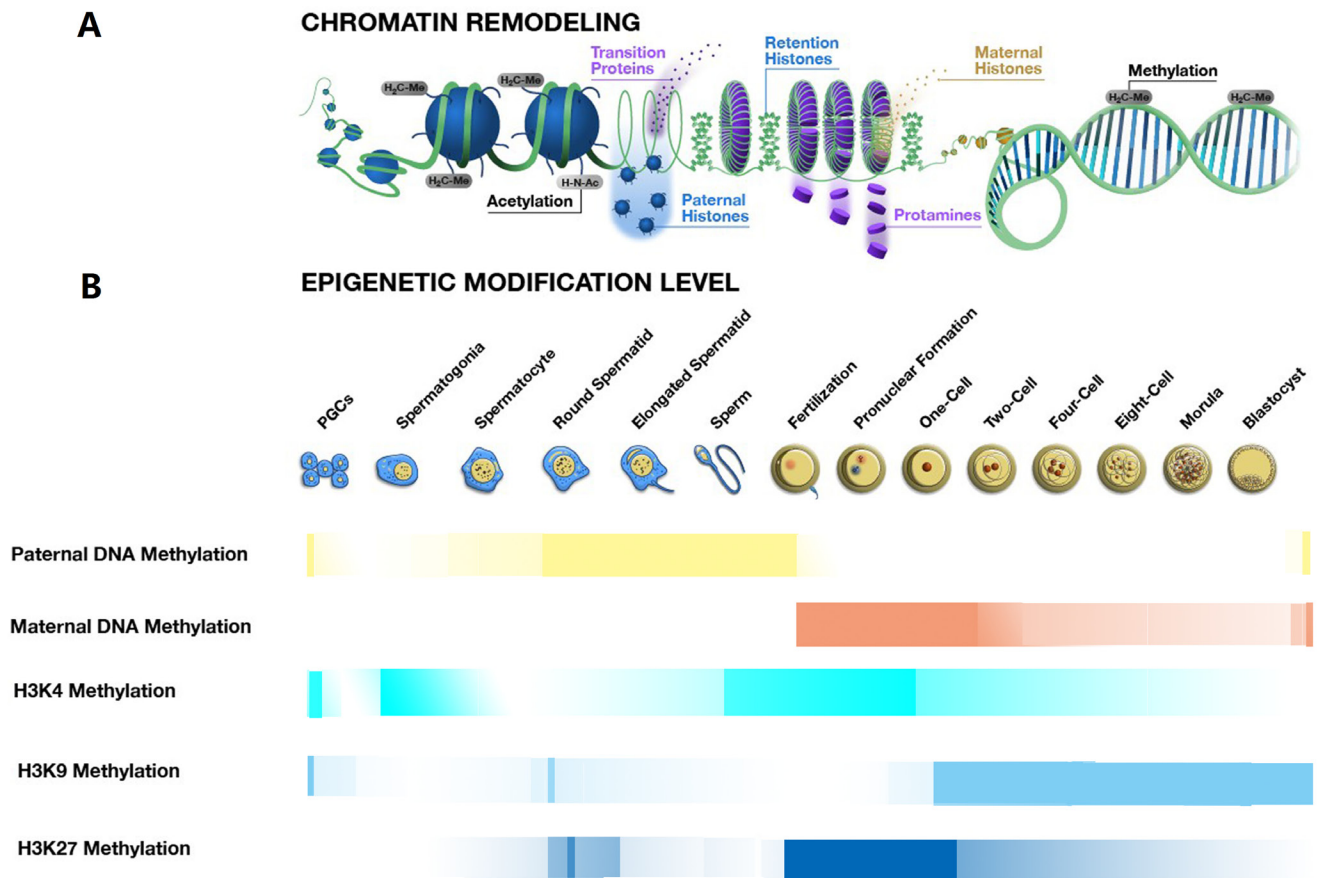 A
CHROMATIN REMODELING
Transition
Proteins
Retention
Histones
Maternal
Histones
Methylation
H₂C-Me
H₂C-Me
H₂C-Me
H₂C-Me
H₂C-Me
H-N-Ac
Acetylation
Paternal
Histones
Protamines
B
EPIGENETIC MODIFICATION LEVEL
PGCs
Spermatogonia
Spermatocyte
Round Spermatid
Elongated Spermatid
Sperm
Fertilization
Pronuclear Formation
One-Cell
Two-Cell
Four-Cell
Eight-Cell
Morula
Blastocyst
Paternal DNA Methylation
Maternal DNA Methylation
H3K4 Methylation
H3K9 Methylation
H3K27 Methylation